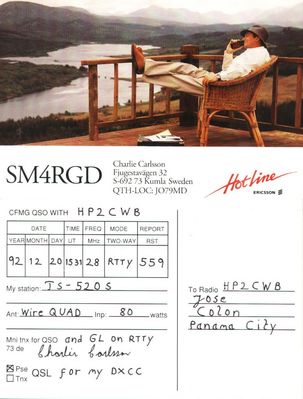 SM4RGD
Charlie Carlsson
Fjugestavägen 32
S-692 73 Kumla Sweden
QTH-LOC: JO79MD
Hot Line
ERICSSON
CFMG QSO WITH HP2CWB
DATE TIME FREQ MODE REPORT
YEAR MONTH DAY UT MHz TWO-WAY RST
92 12 20 1531 28 RTTY 559
My station: TS-520S
Ant Wire QUAD Inp: 80 watts
Mni tnx for QSO and GL on RTTY
73 de Charlie Carlsson
Pse QSL for my DXCC
Tnx
To Radio HP2CWB
Jose
Colon
Panama City